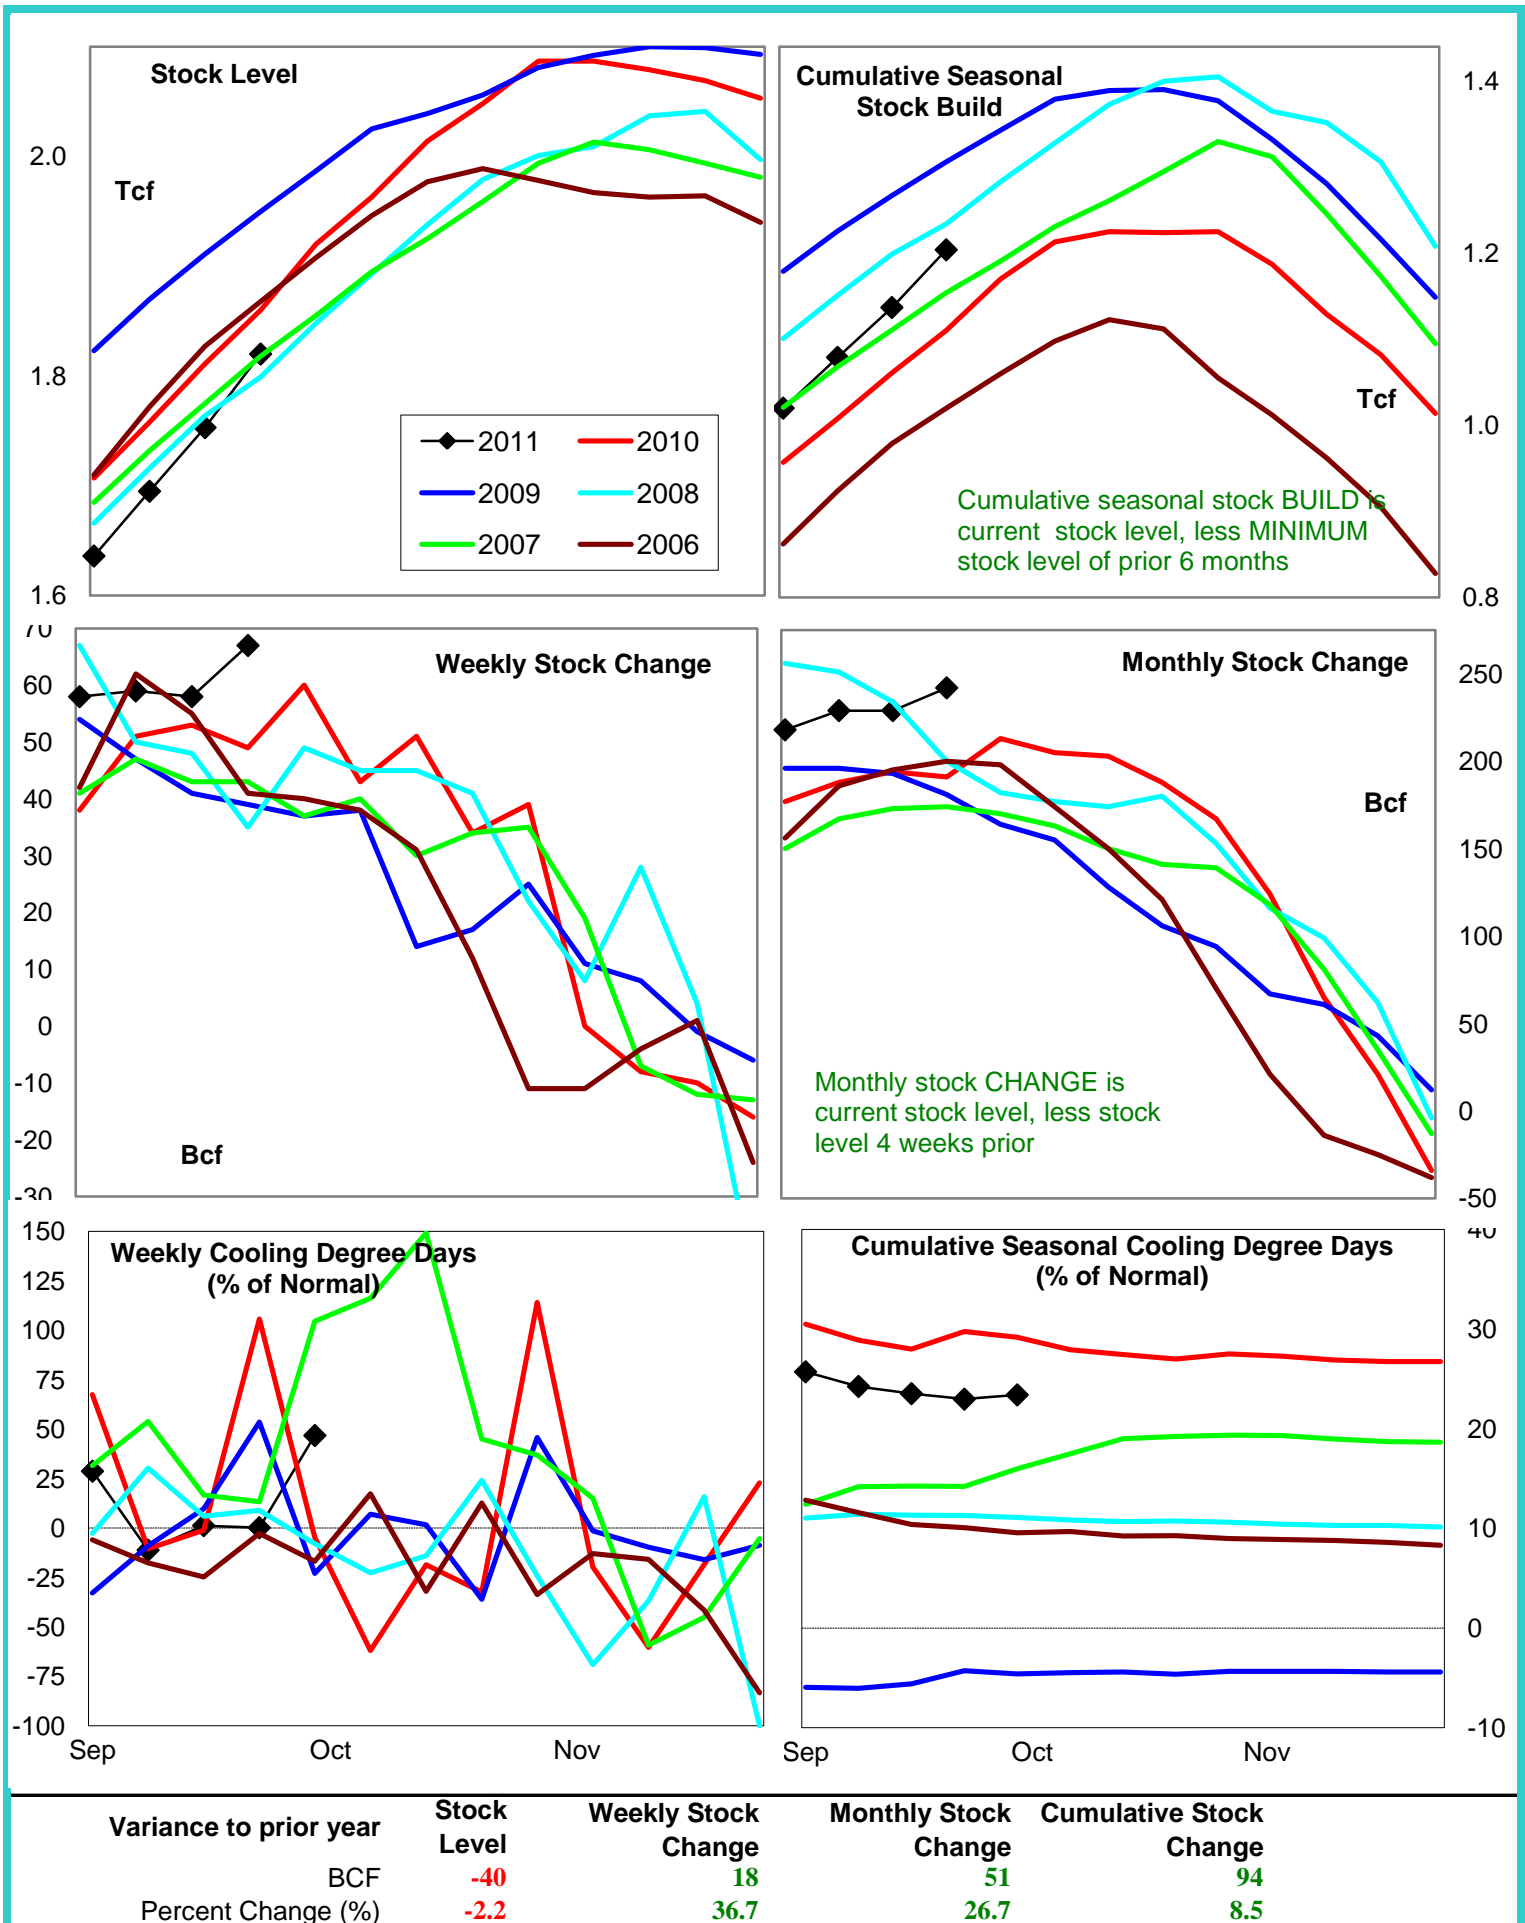 Stock Level
Tcf
2.0
1.8
1.6
2011
2010
2009
2008
2007
2006
Cumulative Seasonal
Stock Build
1.4
1.2
1.0
0.8
Tcf
Cumulative seasonal stock BUILD is
current stock level, less MINIMUM
stock level of prior 6 months
Weekly Stock Change
70
60
50
40
30
20
10
0
-10
-20
-30
Bcf
Monthly Stock Change
250
200
150
100
50
0
-50
Bcf
Monthly stock CHANGE is
current stock level, less stock
level 4 weeks prior
Weekly Cooling Degree Days
(% of Normal)
150
125
100
75
50
25
0
-25
-50
-75
-100
Sep Oct Nov
Cumulative Seasonal Cooling Degree Days
(% of Normal)
40
30
20
10
0
-10
Sep Oct Nov
Variance to prior year Stock Level Weekly Stock Change Monthly Stock Change Cumulative Stock Change
BCF -40 18 51 94
Percent Change (%) -2.2 36.7 26.7 8.5